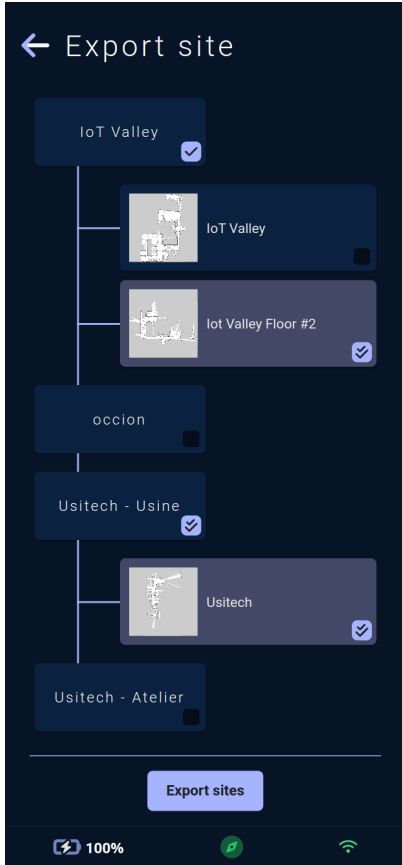 Export site
IoT Valley
IoT Valley
Iot Valley Floor #2
occion
Usitech - Usine
Usitech
Usitech - Atelier
Export sites
100%